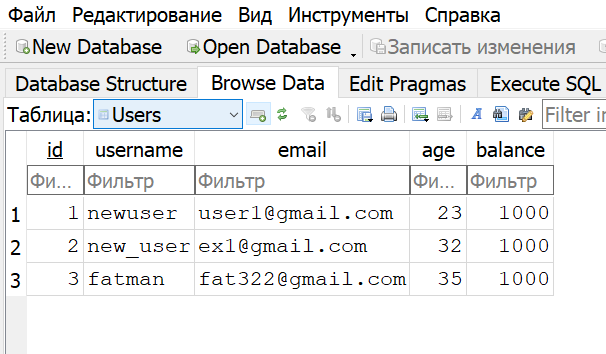 Файл Редактирование Вид Инструменты Справка
New Database Open Database Записать изменения
Database Structure Browse Data Edit Pragmas Execute SQL
Таблица: Users Filter in
id username email age balance
Фи... Фильтр Фильтр Фи... Фильтр
1 1 newuser user1@gmail.com 23 1000
2 2 new_user ex1@gmail.com 32 1000
3 3 fatman fat322@gmail.com 35 1000